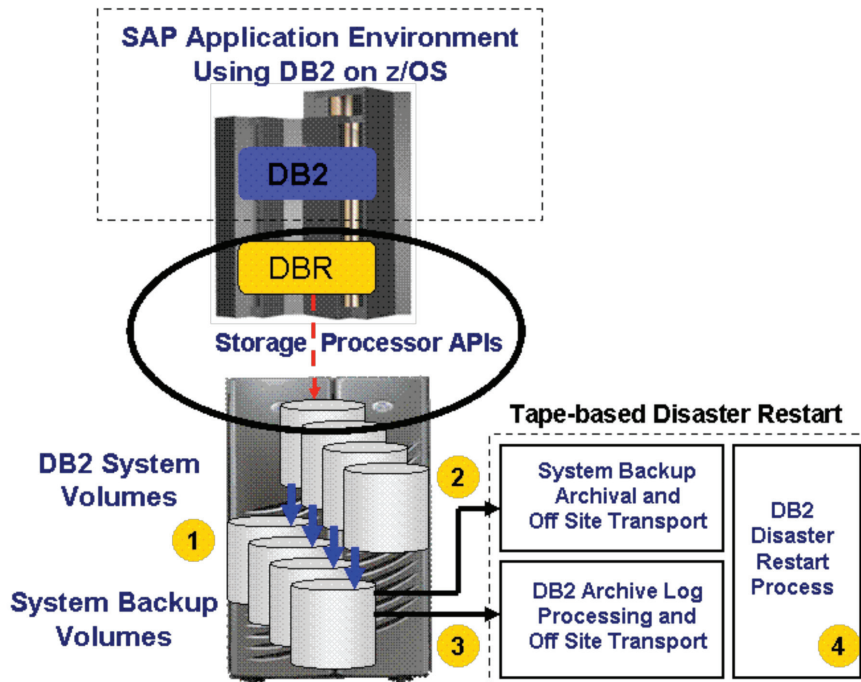 SAP Application Environment
Using DB2 on z/OS
DB2
DBR
Storage Processor APIs
Tape-based Disaster Restart
DB2 System
Volumes
1
System Backup
Volumes
2
System Backup
Archival and
Off Site Transport
3
DB2 Archive Log
Processing and
Off Site Transport
DB2
Disaster
Restart
Process
4